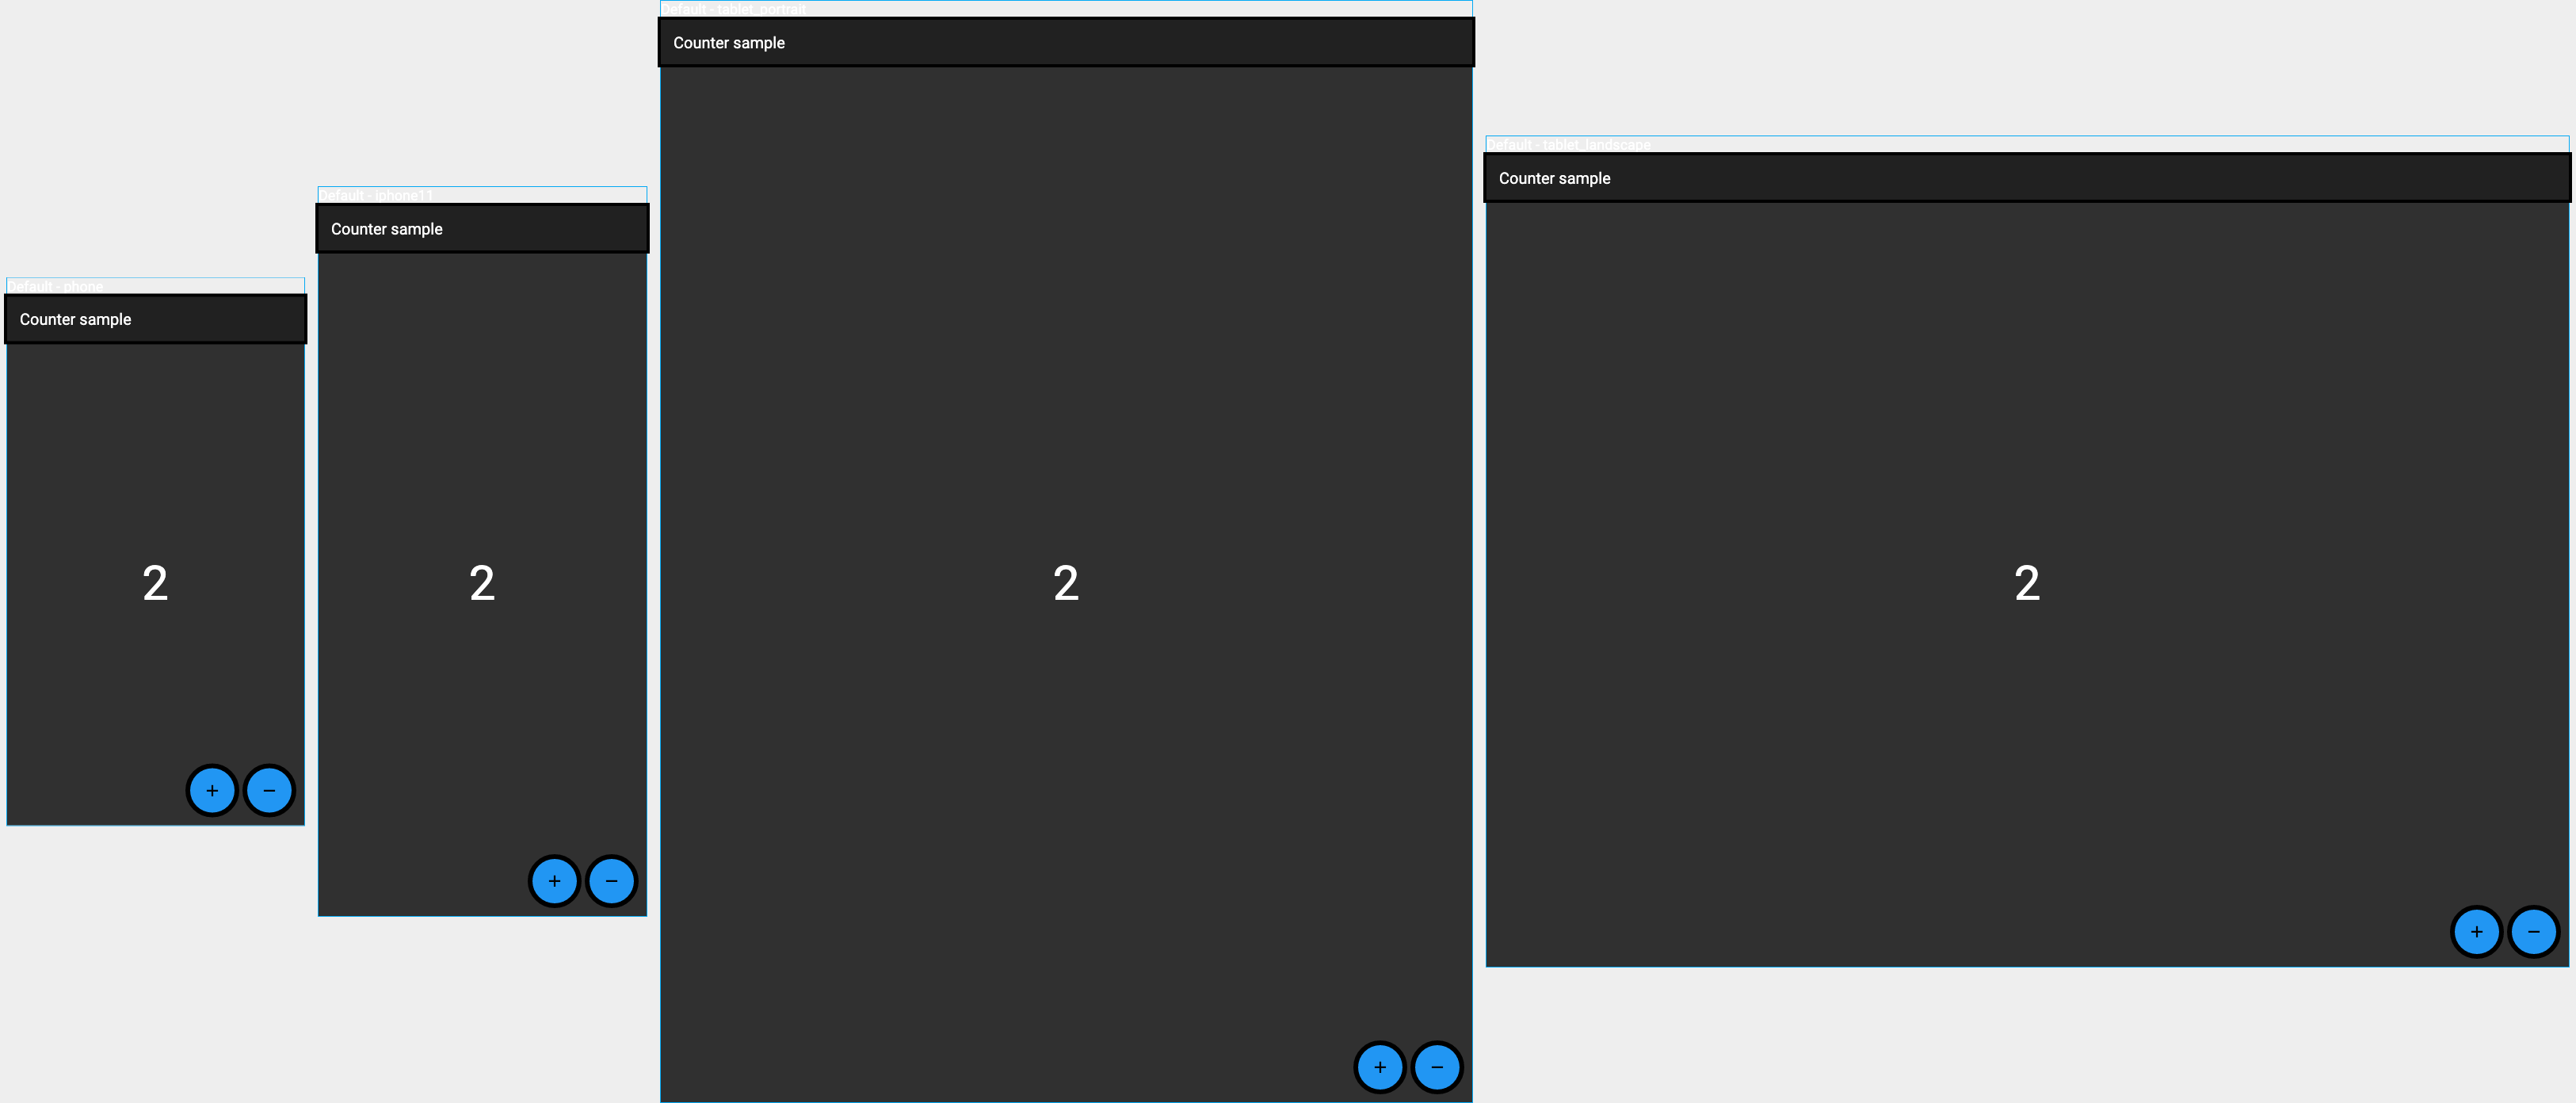 Default - phone
Counter sample
2
+ −
Default - iphone11
Counter sample
2
+ −
Default - tablet_portrait
Counter sample
2
+ −
Default - tablet_landscape
Counter sample
2
+ −